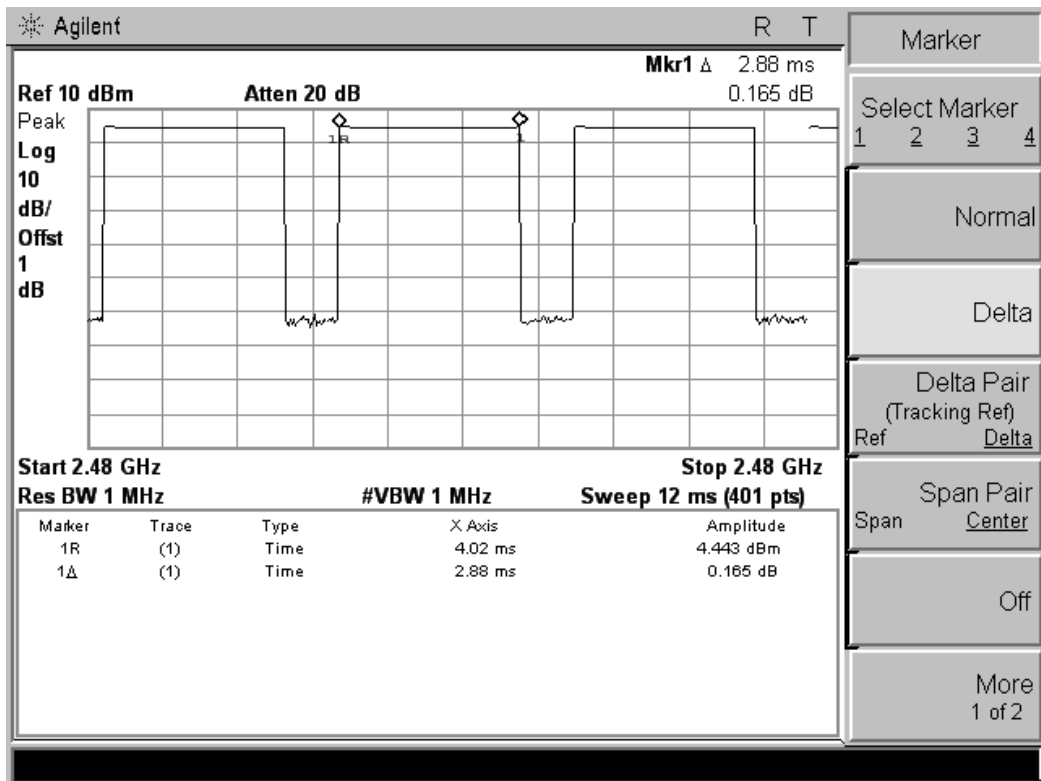 Agilent R T
Mkr1 Δ 2.88 ms
Ref 10 dBm Atten 20 dB 0.165 dB
Peak
Log
10
dB/
Offst
1
dB
1R 1
Start 2.48 GHz Stop 2.48 GHz
Res BW 1 MHz #VBW 1 MHz Sweep 12 ms (401 pts)
Marker Trace Type X Axis Amplitude
1R (1) Time 4.02 ms 4.443 dBm
1Δ (1) Time 2.88 ms 0.165 dB
Marker
Select Marker
1 2 3 4
Normal
Delta
Delta Pair
(Tracking Ref)
Ref Delta
Span Pair
Span Center
Off
More
1 of 2